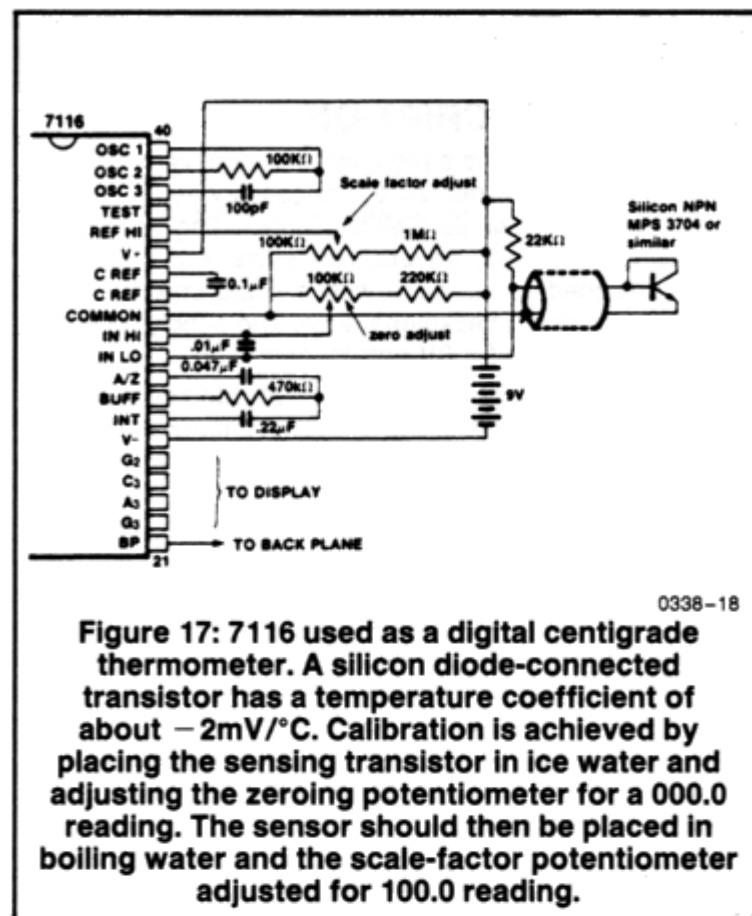 7116
40
OSC 1
OSC 2
OSC 3
TEST
REF HI
V -
C REF
C REF
COMMON
IN HI
IN LO
A/Z
BUFF
INT
V-
G2
C3
A3
G3
BP
21
100KΩ
100pF
Scale factor adjust
100KΩ
1MΩ
0.1μF
100KΩ
220KΩ
zero adjust
.01μF
0.047μF
470kΩ
.22μF
22KΩ
Silicon NPN
MPS 3704 or
similar
9V
TO DISPLAY
TO BACK PLANE
0338-18
Figure 17: 7116 used as a digital centigrade
thermometer. A silicon diode-connected
transistor has a temperature coefficient of
about −2mV/°C. Calibration is achieved by
placing the sensing transistor in ice water and
adjusting the zeroing potentiometer for a 000.0
reading. The sensor should then be placed in
boiling water and the scale-factor potentiometer
adjusted for 100.0 reading.